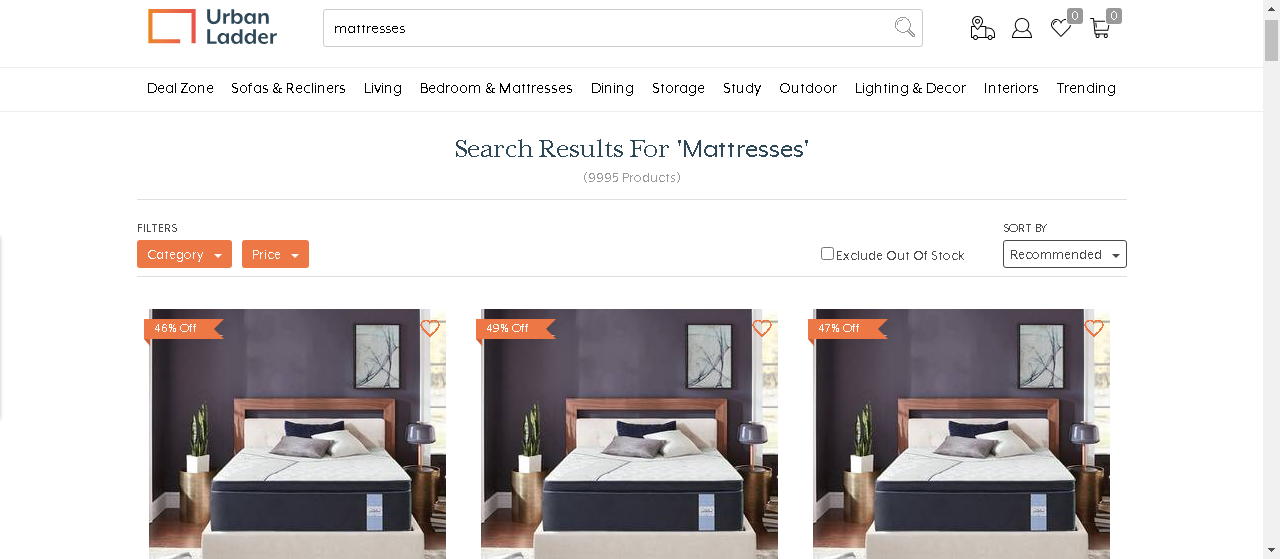 Urban
Ladder
mattresses
0
0
Deal Zone Sofas & Recliners Living Bedroom & Mattresses Dining Storage Study Outdoor Lighting & Decor Interiors Trending
Search Results For 'Mattresses'
(9995 Products)
FILTERS
SORT BY
Category
Price
Exclude Out Of Stock
Recommended
46% Off
49% Off
47% Off